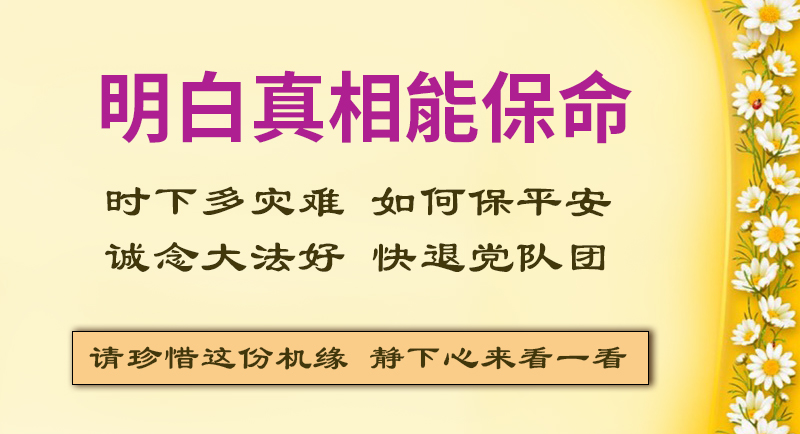 明白真相能保命
时下多灾难 如何保平安
诚念大法好 快退党队团
请珍惜这份机缘 静下心来看一看